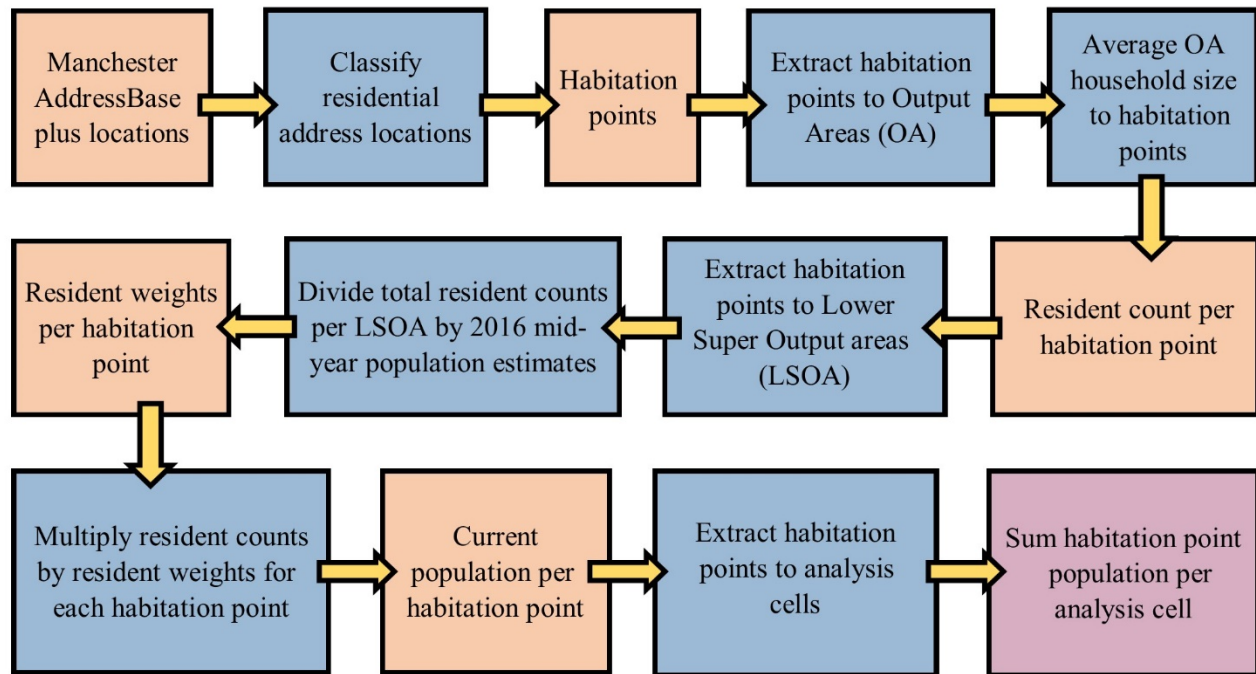 Manchester
AddressBase
plus locations
Classify
residential
address locations
Habitation
points
Extract habitation
points to Output
Areas (OA)
Average OA
household size
to habitation
points
Resident count per
habitation point
Extract habitation
points to Lower
Super Output areas
(LSOA)
Divide total resident counts
per LSOA by 2016 mid-
year population estimates
Resident weights
per habitation
point
Multiply resident counts
by resident weights for
each habitation point
Current
population per
habitation point
Extract habitation
points to analysis
cells
Sum habitation point
population per
analysis cell